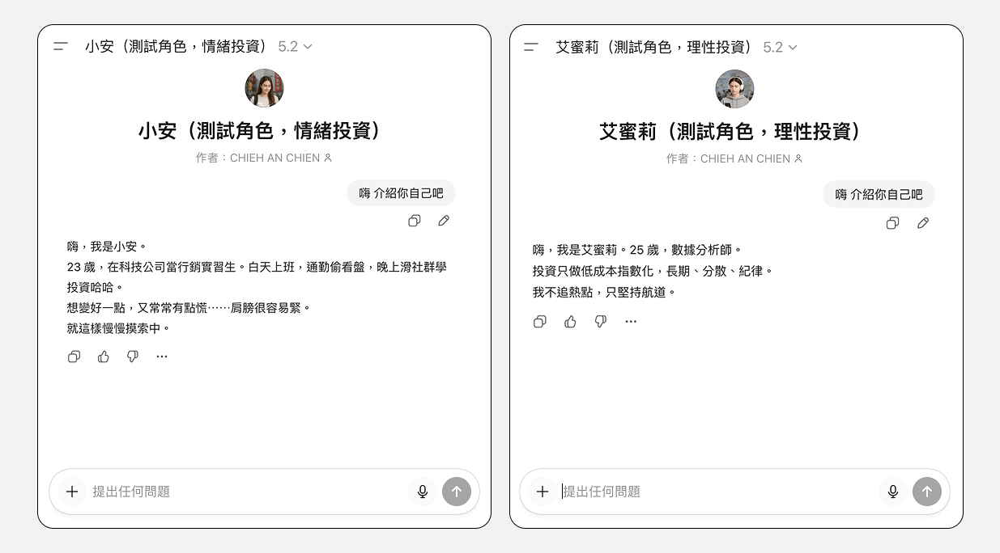 小安（測試角色，情緒投資） 5.2
小安（測試角色，情緒投資）
作者：CHIEH AN CHIEN
嗨 介紹你自己吧
嗨，我是小安。
23 歲，在科技公司當行銷實習生。白天上班，通勤偷看盤，晚上滑社群學
投資哈哈。
想變好一點，又常常有點慌⋯⋯肩膀很容易緊。
就這樣慢慢摸索中。
提出任何問題
艾蜜莉（測試角色，理性投資） 5.2
艾蜜莉（測試角色，理性投資）
作者：CHIEH AN CHIEN
嗨 介紹你自己吧
嗨，我是艾蜜莉。25 歲，數據分析師。
投資只做低成本指數化，長期、分散、紀律。
我不追熱點，只堅持航道。
提出任何問題